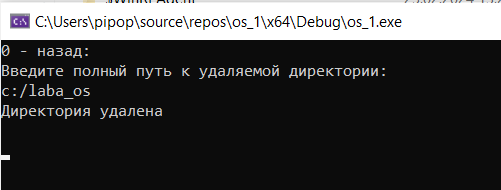 C:\Users\pipop\source\repos\os_1\x64\Debug\os_1.exe
0 - назад:
Введите полный путь к удаляемой директории:
c:/laba_os
Директория удалена